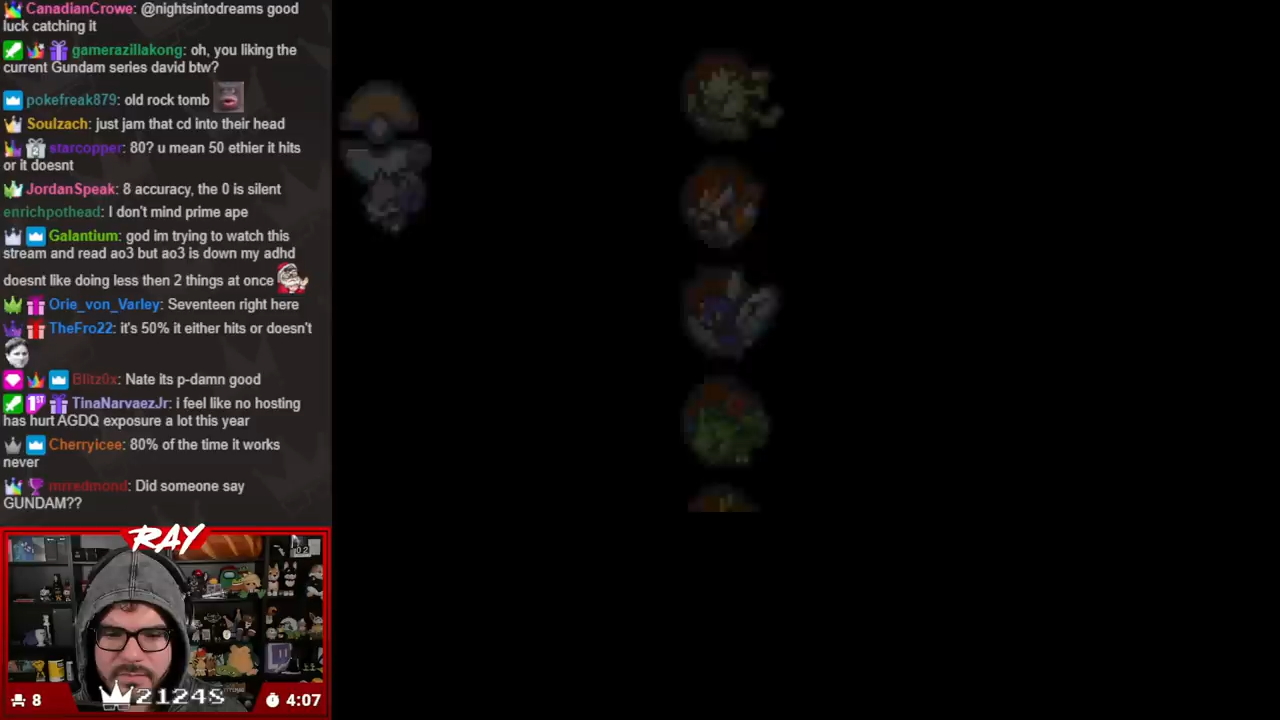 CanadianCrowe: @nightsintodreams good
luck catching it
gamerazillakong: oh, you liking the
current Gundam series david btw?
pokefreak879: old rock tomb
Soulzach: just jam that cd into their head
starcopper: 80? u mean 50 ethier it hits
or it doesnt
JordanSpeak: 8 accuracy, the 0 is silent
enrichpothead: I don't mind prime ape
Galantium: god im trying to watch this
stream and read ao3 but ao3 is down my adhd
doesnt like doing less then 2 things at once
Orie_von_Varley: Seventeen right here
TheFro22: it's 50% it either hits or doesn't
Blitz0x: Nate its p-damn good
TinaNarvaezJr: i feel like no hosting
has hurt AGDQ exposure a lot this year
Cherryicee: 80% of the time it works
never
mrredmond: Did someone say
GUNDAM??
RAY
8
21248
4:07